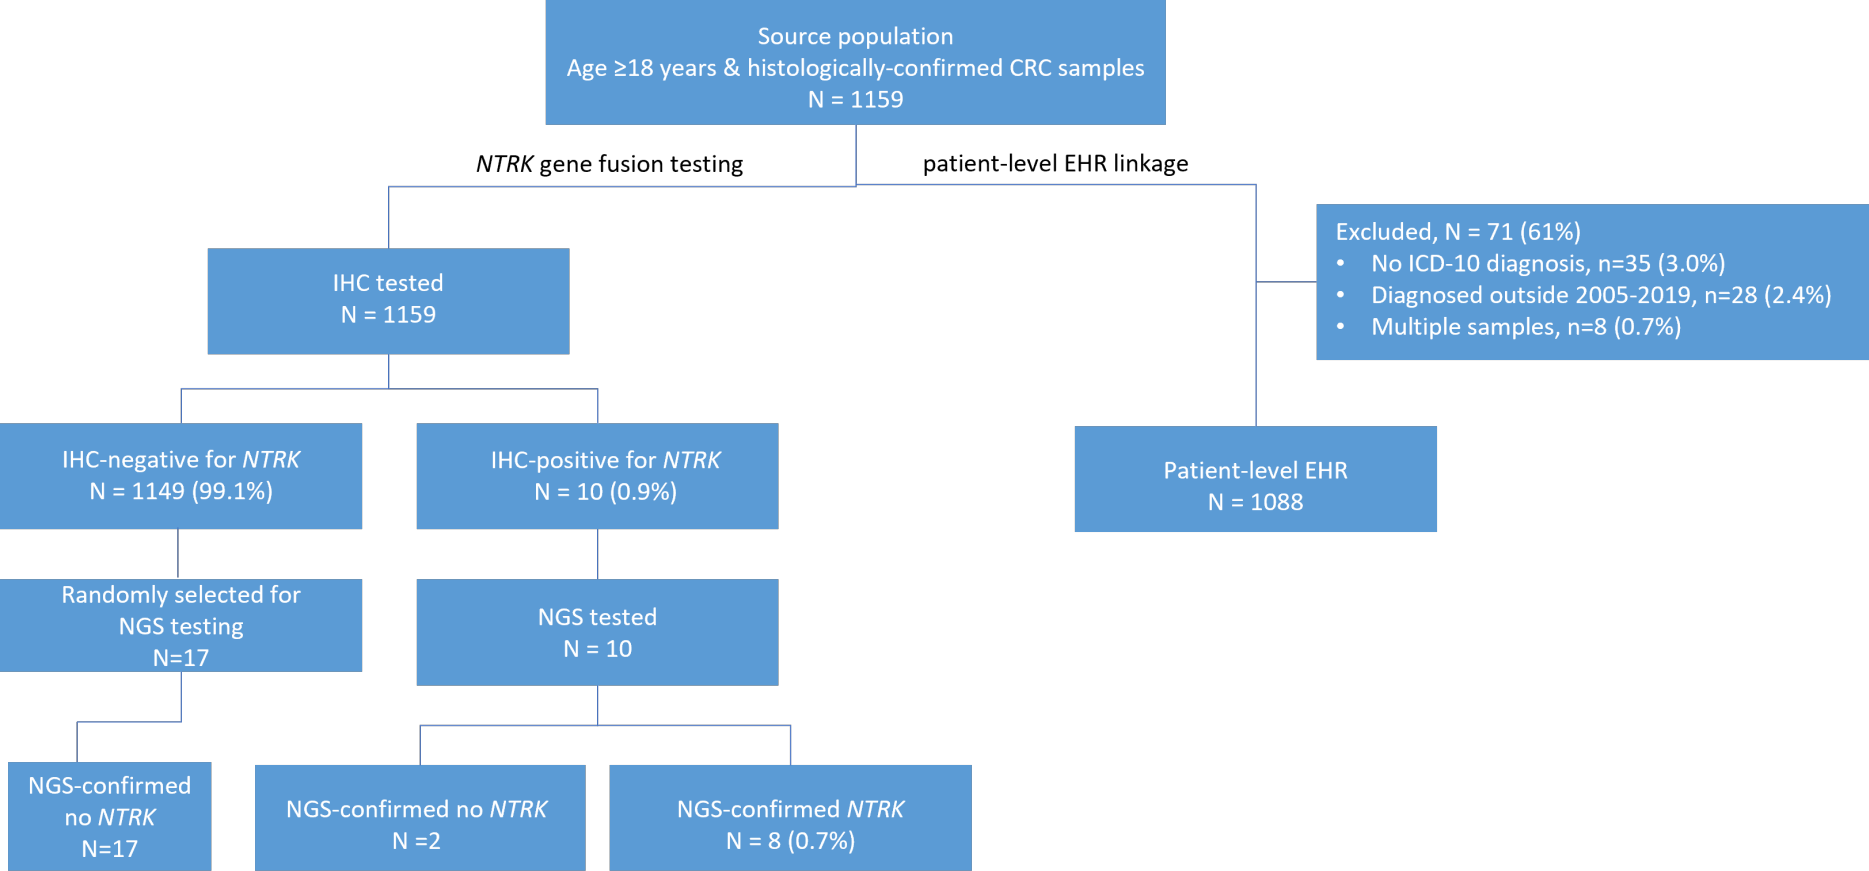 Source population
Age ≥18 years & histologically-confirmed CRC samples
N = 1159
NTRK gene fusion testing
patient-level EHR linkage
Excluded, N = 71 (61%)
• No ICD-10 diagnosis, n=35 (3.0%)
• Diagnosed outside 2005-2019, n=28 (2.4%)
• Multiple samples, n=8 (0.7%)
IHC tested
N = 1159
IHC-negative for NTRK
N = 1149 (99.1%)
IHC-positive for NTRK
N = 10 (0.9%)
Patient-level EHR
N = 1088
Randomly selected for
NGS testing
N=17
NGS tested
N = 10
NGS-confirmed
no NTRK
N=17
NGS-confirmed no NTRK
N =2
NGS-confirmed NTRK
N = 8 (0.7%)